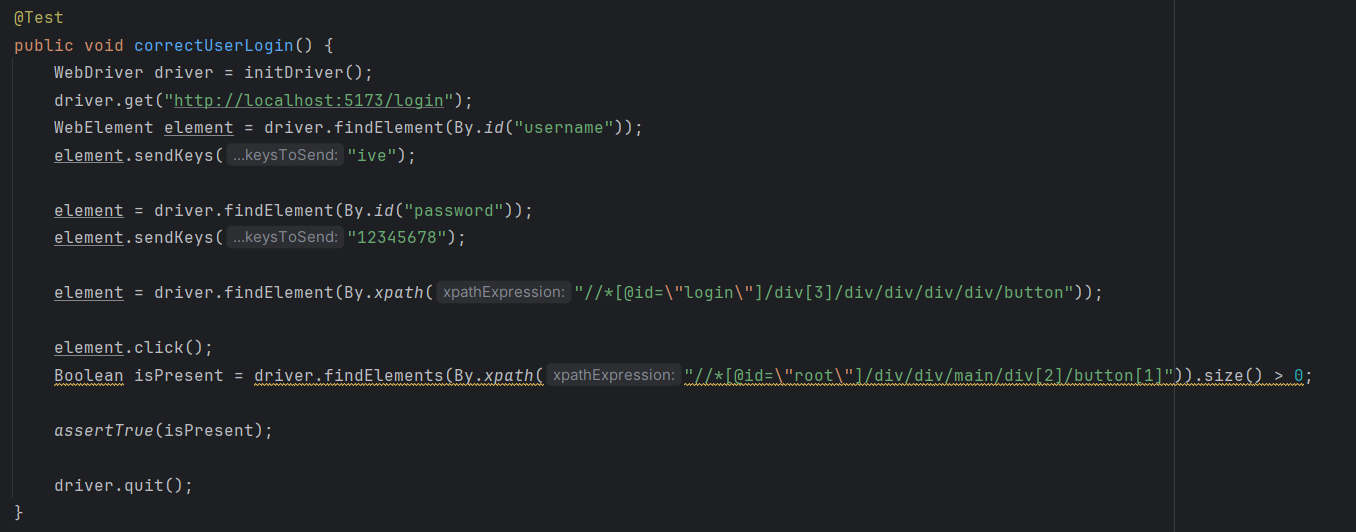 @Test
public void correctUserLogin() {
WebDriver driver = initDriver();
driver.get("http://localhost:5173/login");
WebElement element = driver.findElement(By.id("username"));
element.sendKeys( ...keysToSend: "ive");
element = driver.findElement(By.id("password"));
element.sendKeys( ...keysToSend: "12345678");
element = driver.findElement(By.xpath( xpathExpression: "//*[@id=\"login\"]/div[3]/div/div/div/div/button"));
element.click();
Boolean isPresent = driver.findElements(By.xpath( xpathExpression: "//*[@id=\"root\"]/div/div/main/div[2]/button[1]")).size() > 0;
assertTrue(isPresent);
driver.quit();
}